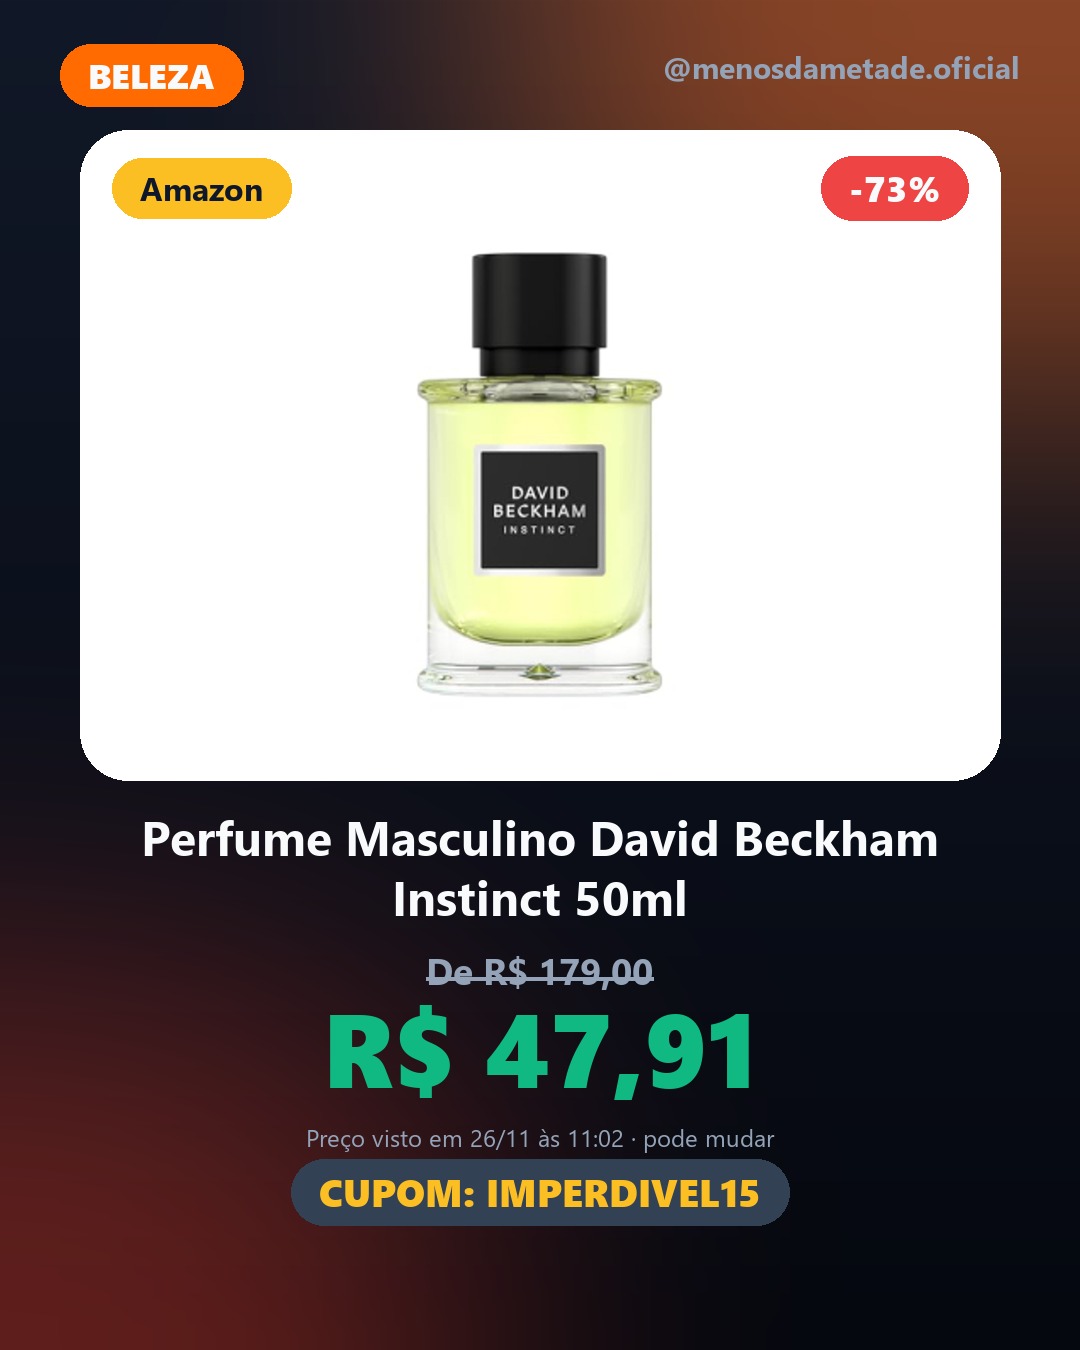 BELEZA
@menosdametade.oficial
Amazon
-73%
DAVID
BECKHAM
INSTINCT
Perfume Masculino David Beckham
Instinct 50ml
De R$ 179,00
R$ 47,91
Preço visto em 26/11 às 11:02 · pode mudar
CUPOM: IMPERDIVEL15